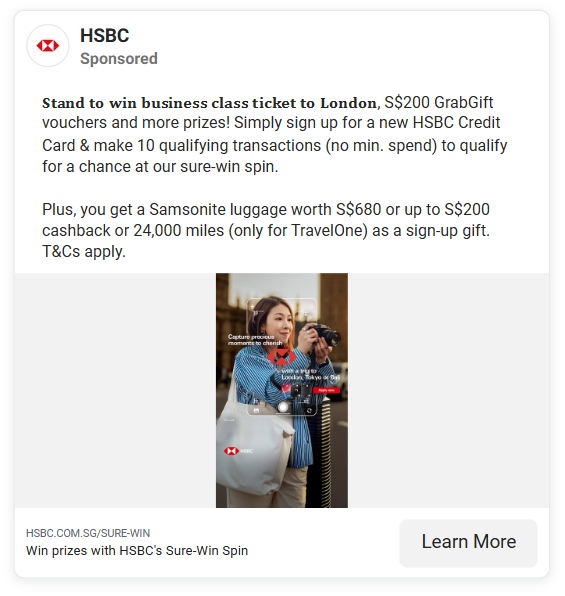 HSBC
Sponsored
Stand to win business class ticket to London, S$200 GrabGift
vouchers and more prizes! Simply sign up for a new HSBC Credit
Card & make 10 qualifying transactions (no min. spend) to qualify
for a chance at our sure-win spin.
Plus, you get a Samsonite luggage worth S$680 or up to S$200
cashback or 24,000 miles (only for TravelOne) as a sign-up gift.
T&Cs apply.
Capture precious
moments to cherish
with a trip to
London, Tokyo or Bali
Apply now
HSBC
HSBC.COM.SG/SURE-WIN
Win prizes with HSBC's Sure-Win Spin
Learn More